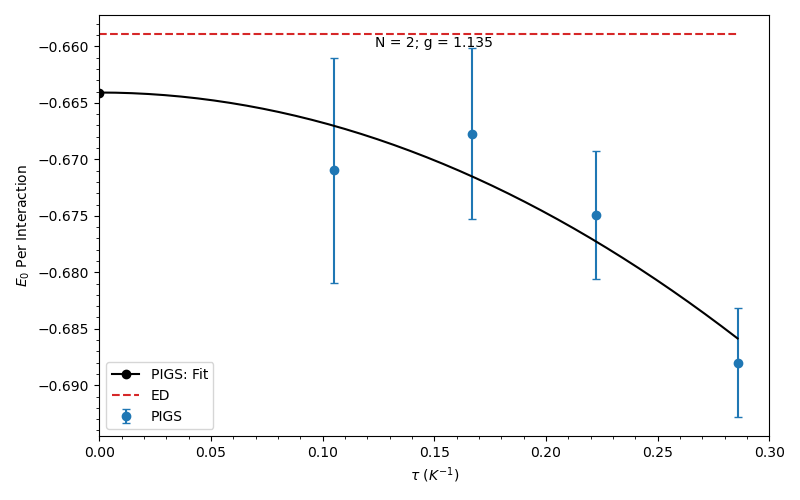 N = 2; g = 1.135
−0.660
−0.665
−0.670
−0.675
−0.680
−0.685
−0.690
E₀ Per Interaction
PIGS: Fit
ED
PIGS
0.00 0.05 0.10 0.15 0.20 0.25 0.30
τ (K⁻¹)